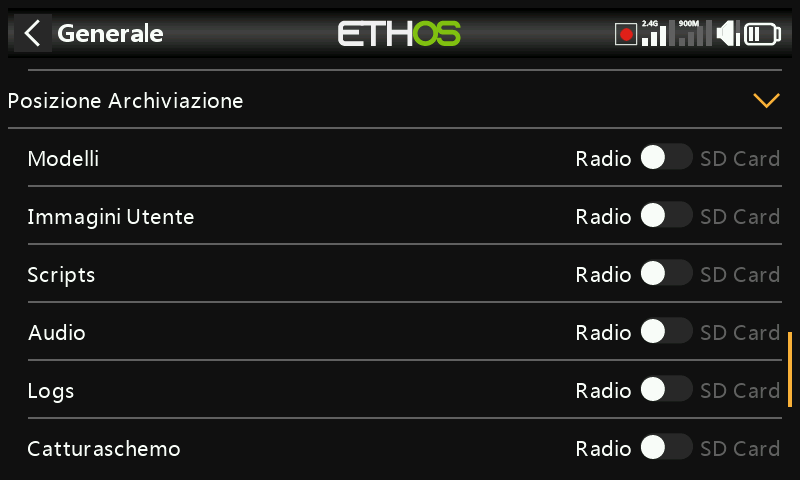 Generale
ETHOS
2.4G
900M
Posizione Archiviazione
Modelli Radio SD Card
Immagini Utente Radio SD Card
Scripts Radio SD Card
Audio Radio SD Card
Logs Radio SD Card
Catturaschemo Radio SD Card